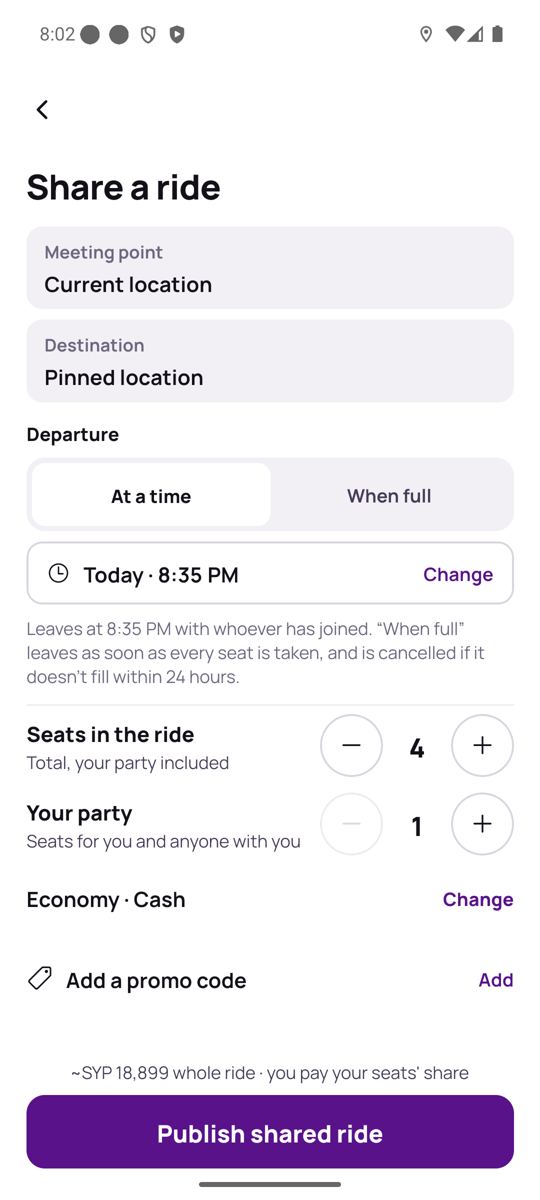 8:02
Share a ride
Meeting point
Current location
Destination
Pinned location
Departure
At a time
When full
Today · 8:35 PM
Change
Leaves at 8:35 PM with whoever has joined. “When full”
leaves as soon as every seat is taken, and is cancelled if it
doesn't fill within 24 hours.
Seats in the ride
Total, your party included
4
Your party
Seats for you and anyone with you
1
Economy · Cash
Change
Add a promo code
Add
~SYP 18,899 whole ride · you pay your seats' share
Publish shared ride